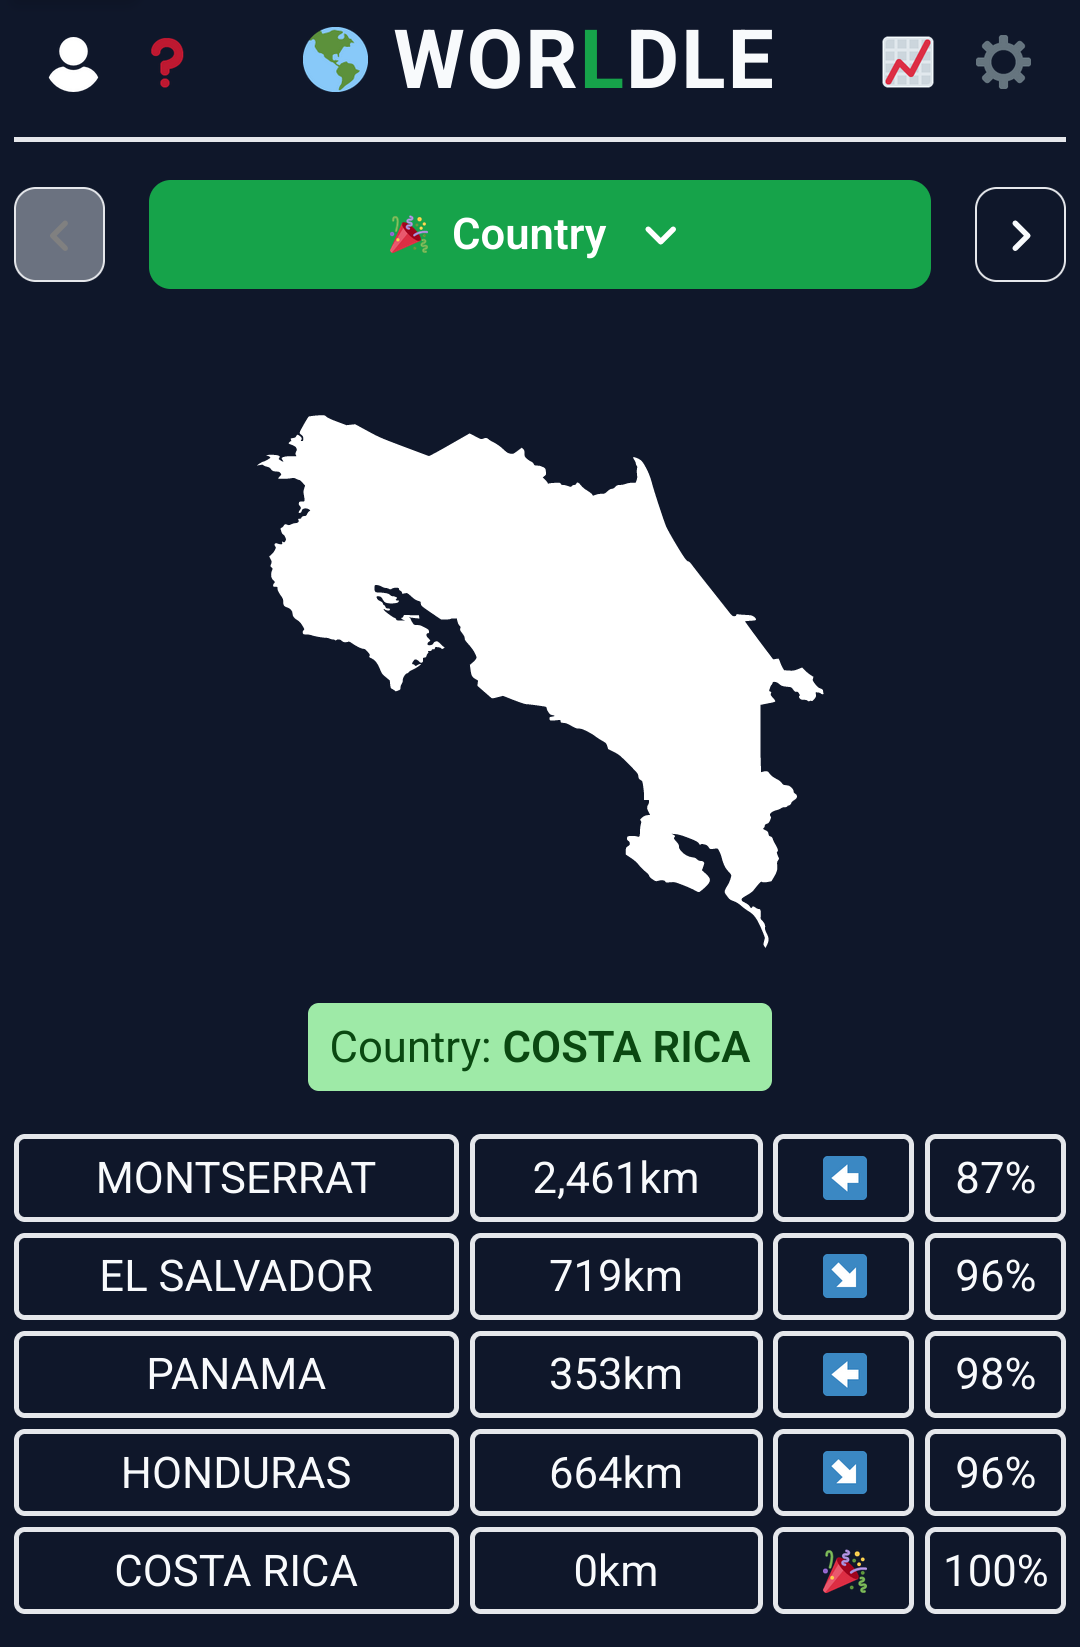 WORLDLE
Country
Country: COSTA RICA
MONTSERRAT 2,461km 87%
EL SALVADOR 719km 96%
PANAMA 353km 98%
HONDURAS 664km 96%
COSTA RICA 0km 100%